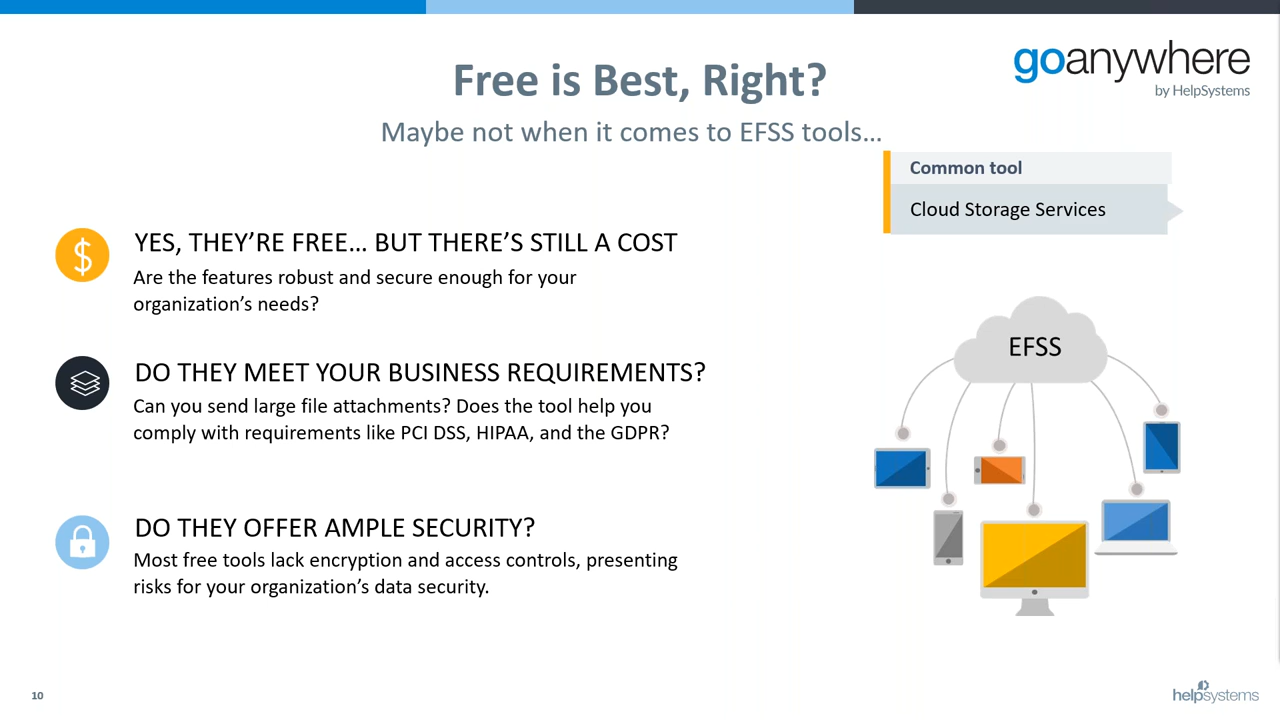 Free is Best, Right?
Maybe not when it comes to EFSS tools…
goanywhere
by HelpSystems
Common tool
Cloud Storage Services
$
YES, THEY’RE FREE… BUT THERE’S STILL A COST
Are the features robust and secure enough for your
organization’s needs?
DO THEY MEET YOUR BUSINESS REQUIREMENTS?
Can you send large file attachments? Does the tool help you
comply with requirements like PCI DSS, HIPAA, and the GDPR?
DO THEY OFFER AMPLE SECURITY?
Most free tools lack encryption and access controls, presenting
risks for your organization’s data security.
EFSS
10
helpsystems